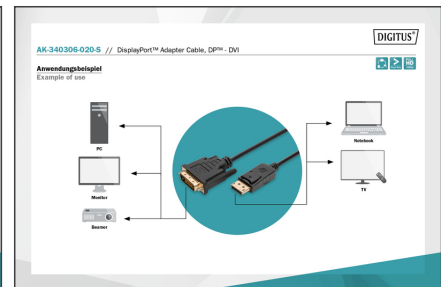 DIGITUS®
AK-340306-020-S // DisplayPort™ Adapter Cable, DP™ - DVI
Anwendungsbeispiel
Example of use
PC
Monitor
Beamer
Notebook
TV